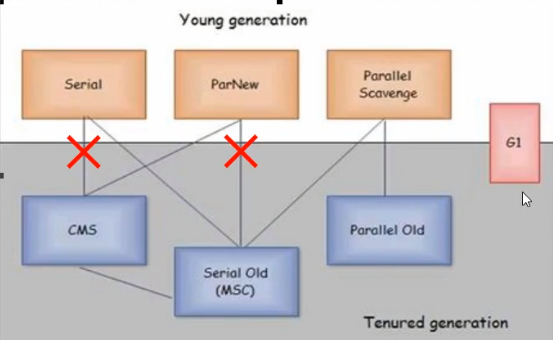 Young generation
Serial
ParNew
Parallel
Scavenge
G1
CMS
Serial Old
(MSC)
Parallel Old
Tenured generation